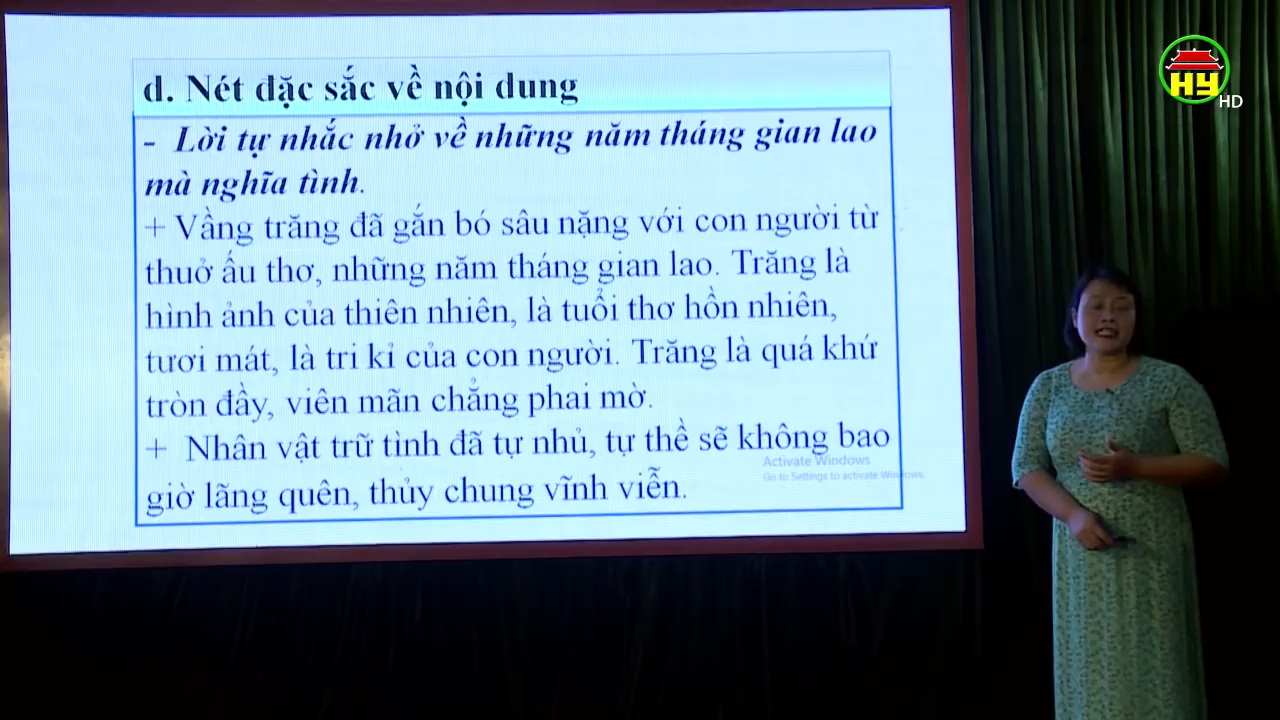 d. Nét đặc sắc về nội dung
- Lời tự nhắc nhở về những năm tháng gian lao
mà nghĩa tình.
+ Vầng trăng đã gắn bó sâu nặng với con người từ
thuở ấu thơ, những năm tháng gian lao. Trăng là
hình ảnh của thiên nhiên, là tuổi thơ hồn nhiên,
tươi mát, là tri kỉ của con người. Trăng là quá khứ
tròn đầy, viên mãn chẳng phai mờ.
+ Nhân vật trữ tình đã tự nhủ, tự thề sẽ không bao
giờ lãng quên, thủy chung vĩnh viễn.
Activate Windows
Go to Settings to activate Windows.
HY
HD